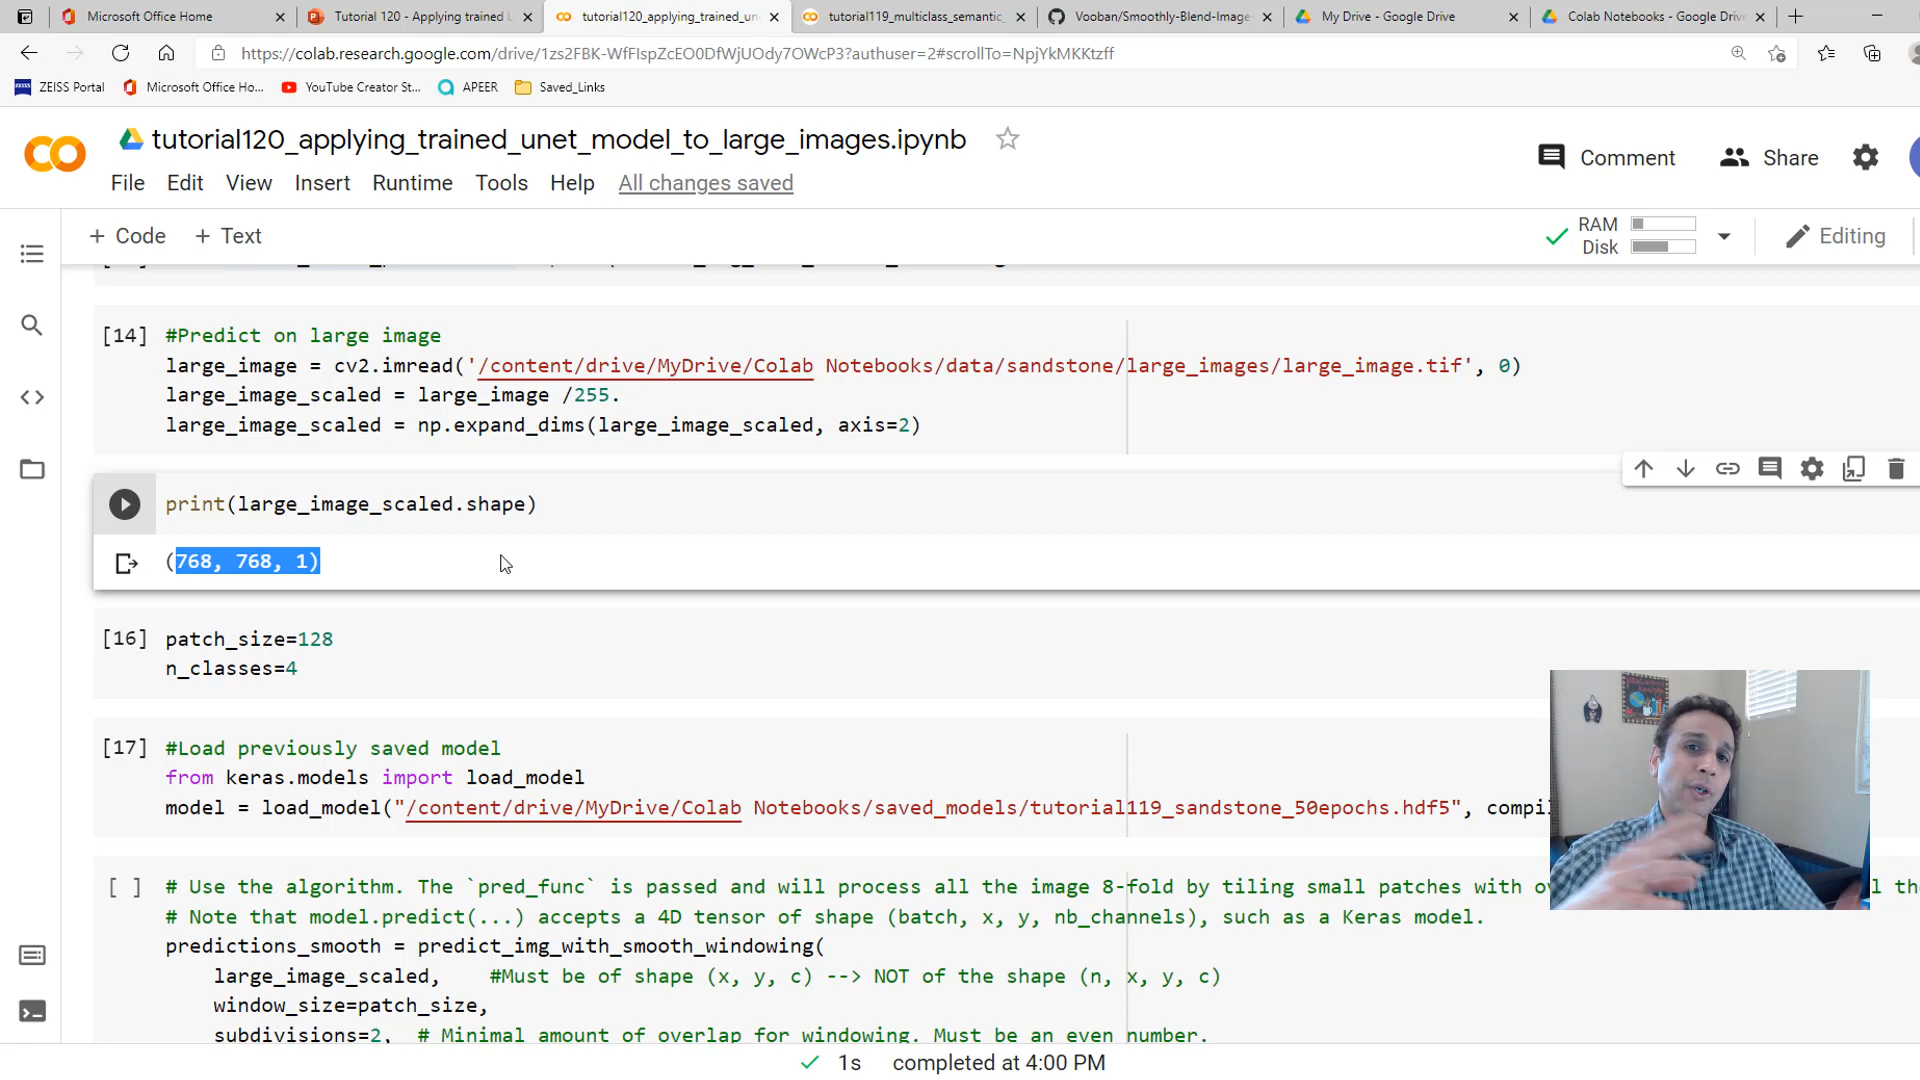 Microsoft Office Home
Tutorial 120 - Applying trained U
tutorial120_applying_trained_un
tutorial119_multiclass_semantic_
Vooban/Smoothly-Blend-Image-
My Drive - Google Drive
Colab Notebooks - Google Drive
https://colab.research.google.com/drive/1zs2FBK-WfFIspZcEO0DfWjUOdy7OWcP3?authuser=2#scrollTo=NpjYkMKKtzff
ZEISS Portal
Microsoft Office Ho...
YouTube Creator St...
APEER
Saved_Links
tutorial120_applying_trained_unet_model_to_large_images.ipynb
Comment
Share
File Edit View Insert Runtime Tools Help All changes saved
+ Code + Text
RAM
Disk
Editing
[14] #Predict on large image
large_image = cv2.imread('/content/drive/MyDrive/Colab Notebooks/data/sandstone/large_images/large_image.tif', 0)
large_image_scaled = large_image /255.
large_image_scaled = np.expand_dims(large_image_scaled, axis=2)
print(large_image_scaled.shape)
(768, 768, 1)
[16] patch_size=128
n_classes=4
[17] #Load previously saved model
from keras.models import load_model
model = load_model("/content/drive/MyDrive/Colab Notebooks/saved_models/tutorial119_sandstone_50epochs.hdf5", compi
[ ] # Use the algorithm. The `pred_func` is passed and will process all the image 8-fold by tiling small patches with ov
# Note that model.predict(...) accepts a 4D tensor of shape (batch, x, y, nb_channels), such as a Keras model.
predictions_smooth = predict_img_with_smooth_windowing(
large_image_scaled, #Must be of shape (x, y, c) --> NOT of the shape (n, x, y, c)
window_size=patch_size,
subdivisions=2, # Minimal amount of overlap for windowing. Must be an even number.
1s completed at 4:00 PM